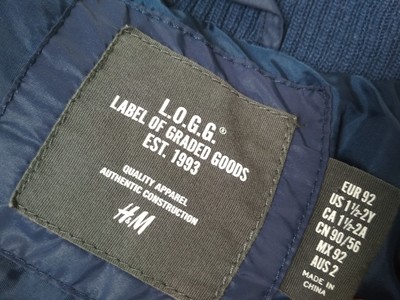 L.O.G.G.®
LABEL OF GRADED GOODS
EST. 1993
QUALITY APPAREL
AUTHENTIC CONSTRUCTION
H&M
EUR 92
US 1½-2Y
CA 1½-2A
CN 90/56
MX 92
AUS 2
MADE IN
CHINA